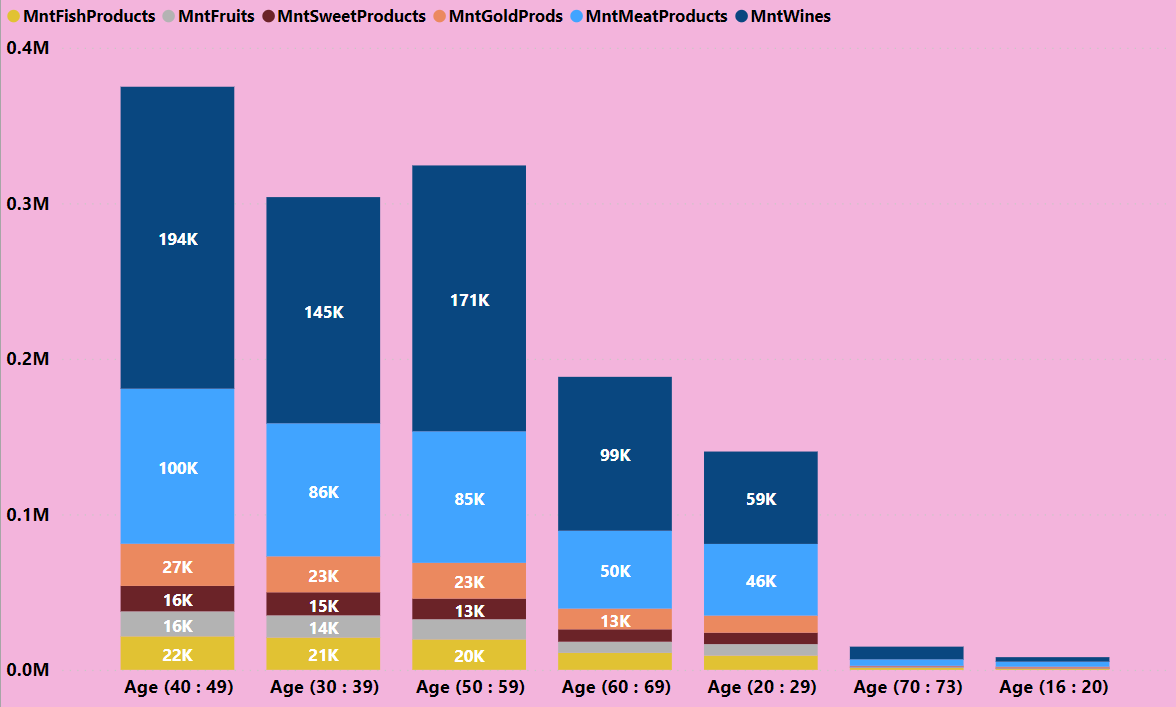 MntFishProducts MntFruits MntSweetProducts MntGoldProds MntMeatProducts MntWines
0.4M
0.3M
0.2M
0.1M
0.0M
194K
100K
27K
16K
16K
22K
145K
86K
23K
15K
14K
21K
171K
85K
23K
13K
20K
99K
50K
13K
59K
46K
Age (40 : 49) Age (30 : 39) Age (50 : 59) Age (60 : 69) Age (20 : 29) Age (70 : 73) Age (16 : 20)